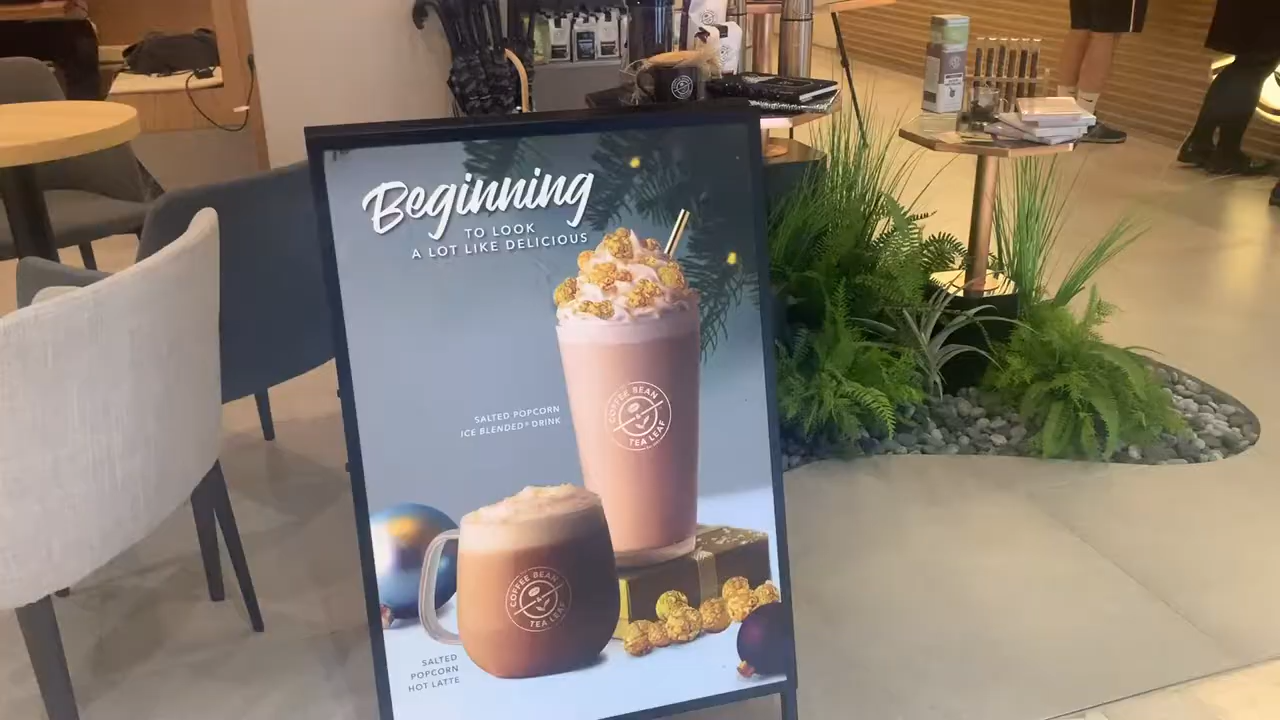 Beginning
TO LOOK
A LOT LIKE DELICIOUS
SALTED POPCORN
ICE BLENDED® DRINK
COFFEE BEAN
TEA LEAF
COFFEE BEAN
TEA LEAF
SALTED
POPCORN
HOT LATTE